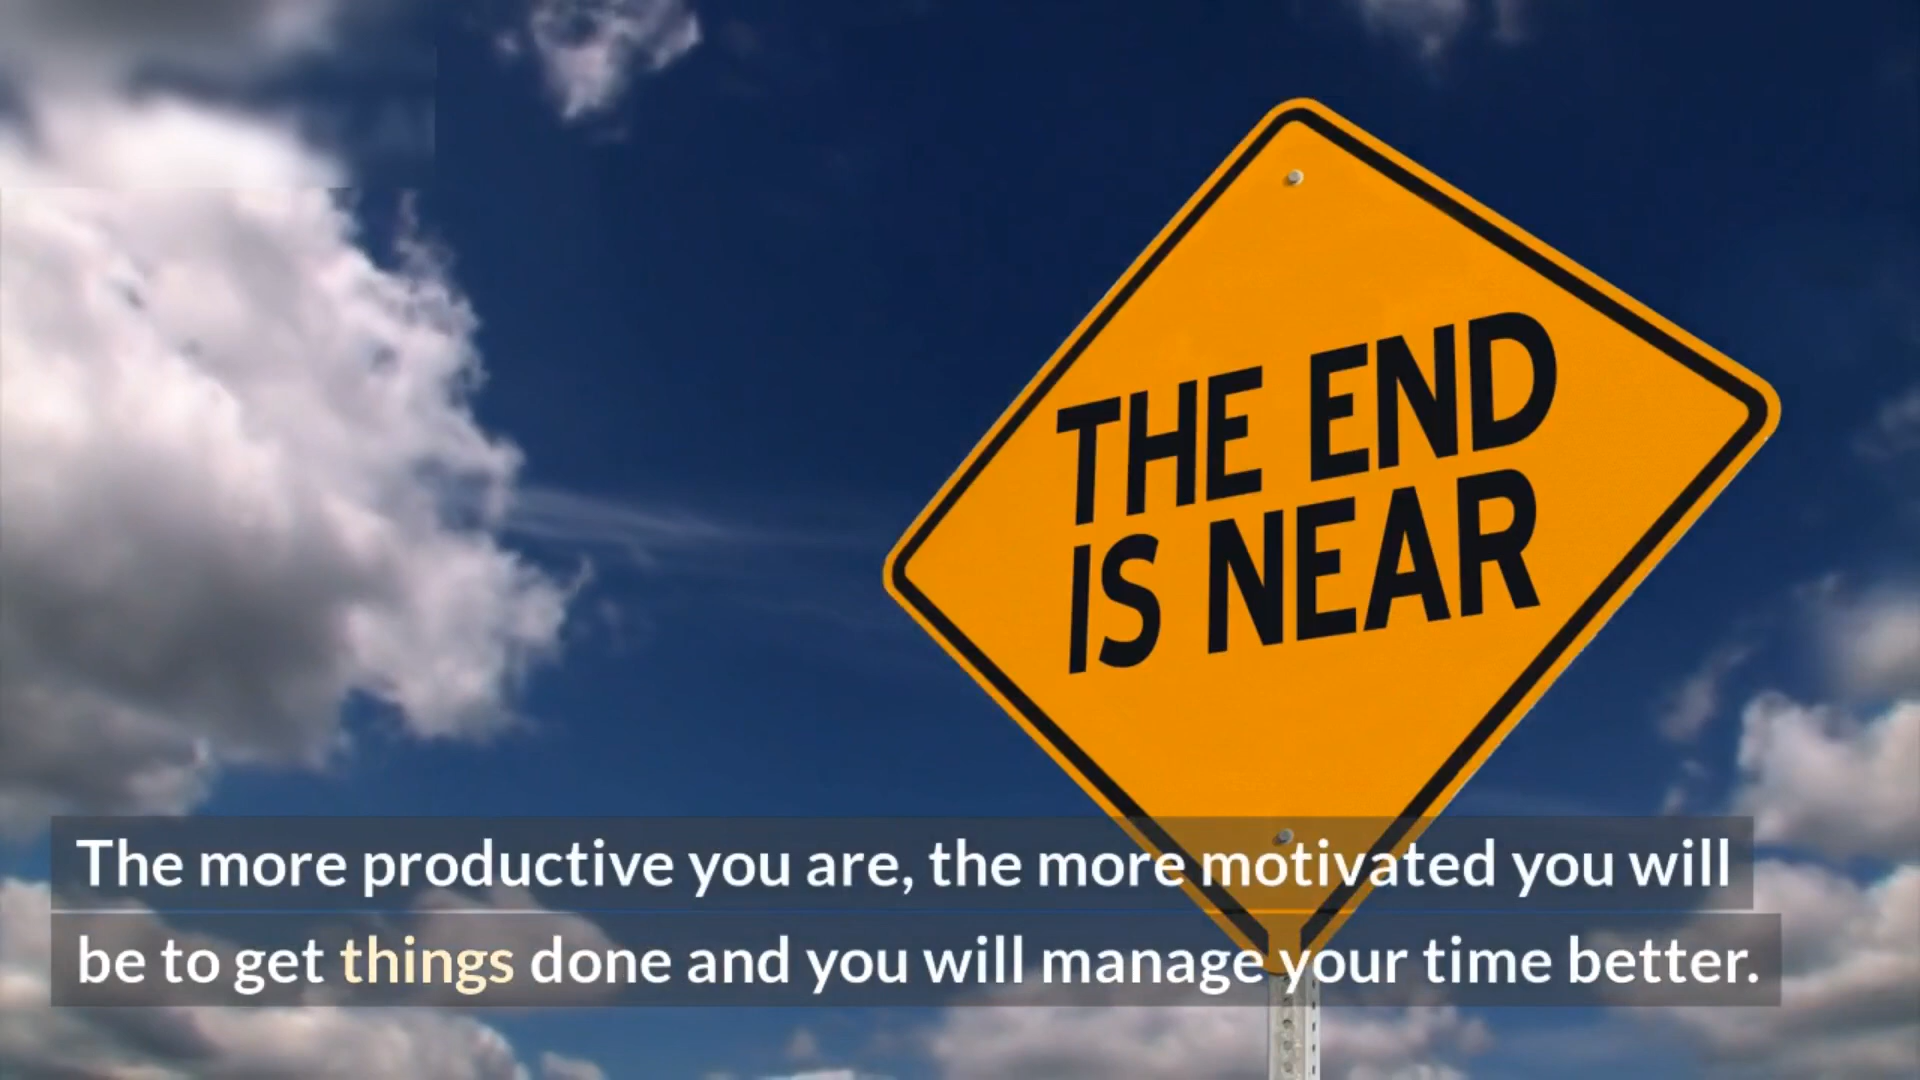 THE END
IS NEAR
The more productive you are, the more motivated you will
be to get things done and you will manage your time better.